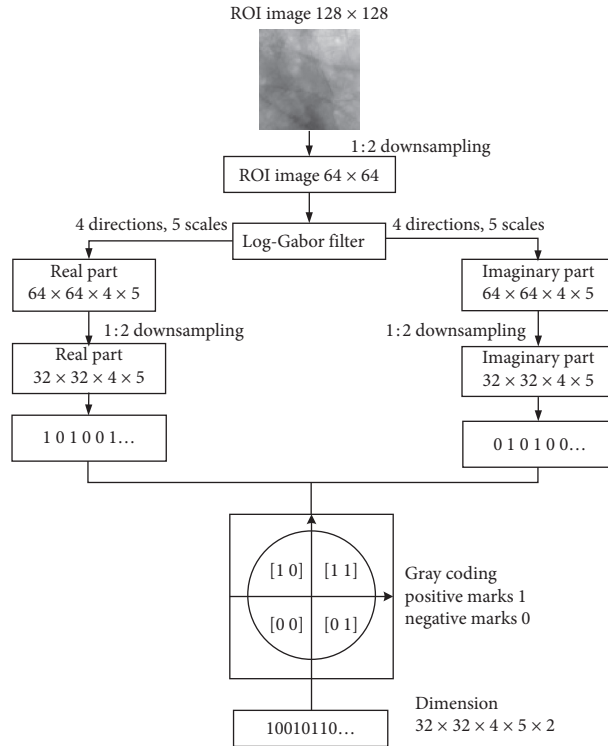 ROI image 128 × 128
1:2 downsampling
ROI image 64 × 64
4 directions, 5 scales
Log-Gabor filter
4 directions, 5 scales
Real part
64 × 64 × 4 × 5
Imaginary part
64 × 64 × 4 × 5
1:2 downsampling
1:2 downsampling
Real part
32 × 32 × 4 × 5
Imaginary part
32 × 32 × 4 × 5
1 0 1 0 0 1…
0 1 0 1 0 0…
[1 0]
[1 1]
[0 0]
[0 1]
Gray coding
positive marks 1
negative marks 0
10010110…
Dimension
32 × 32 × 4 × 5 × 2